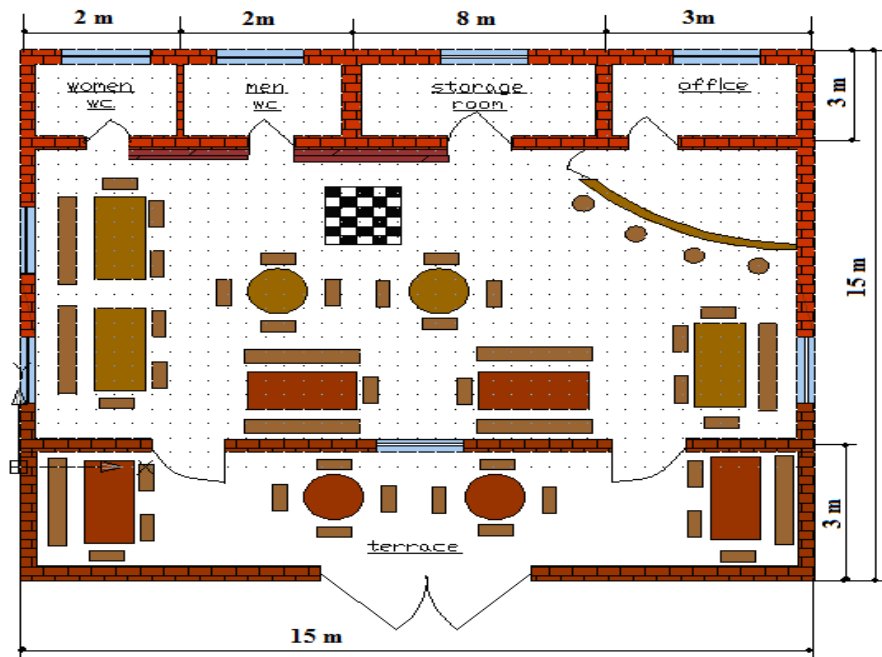 2 m
2m
8 m
3m
women
wc
men
wc
storage
room
office
3 m
15 m
Y
X
terrace
3 m
15 m